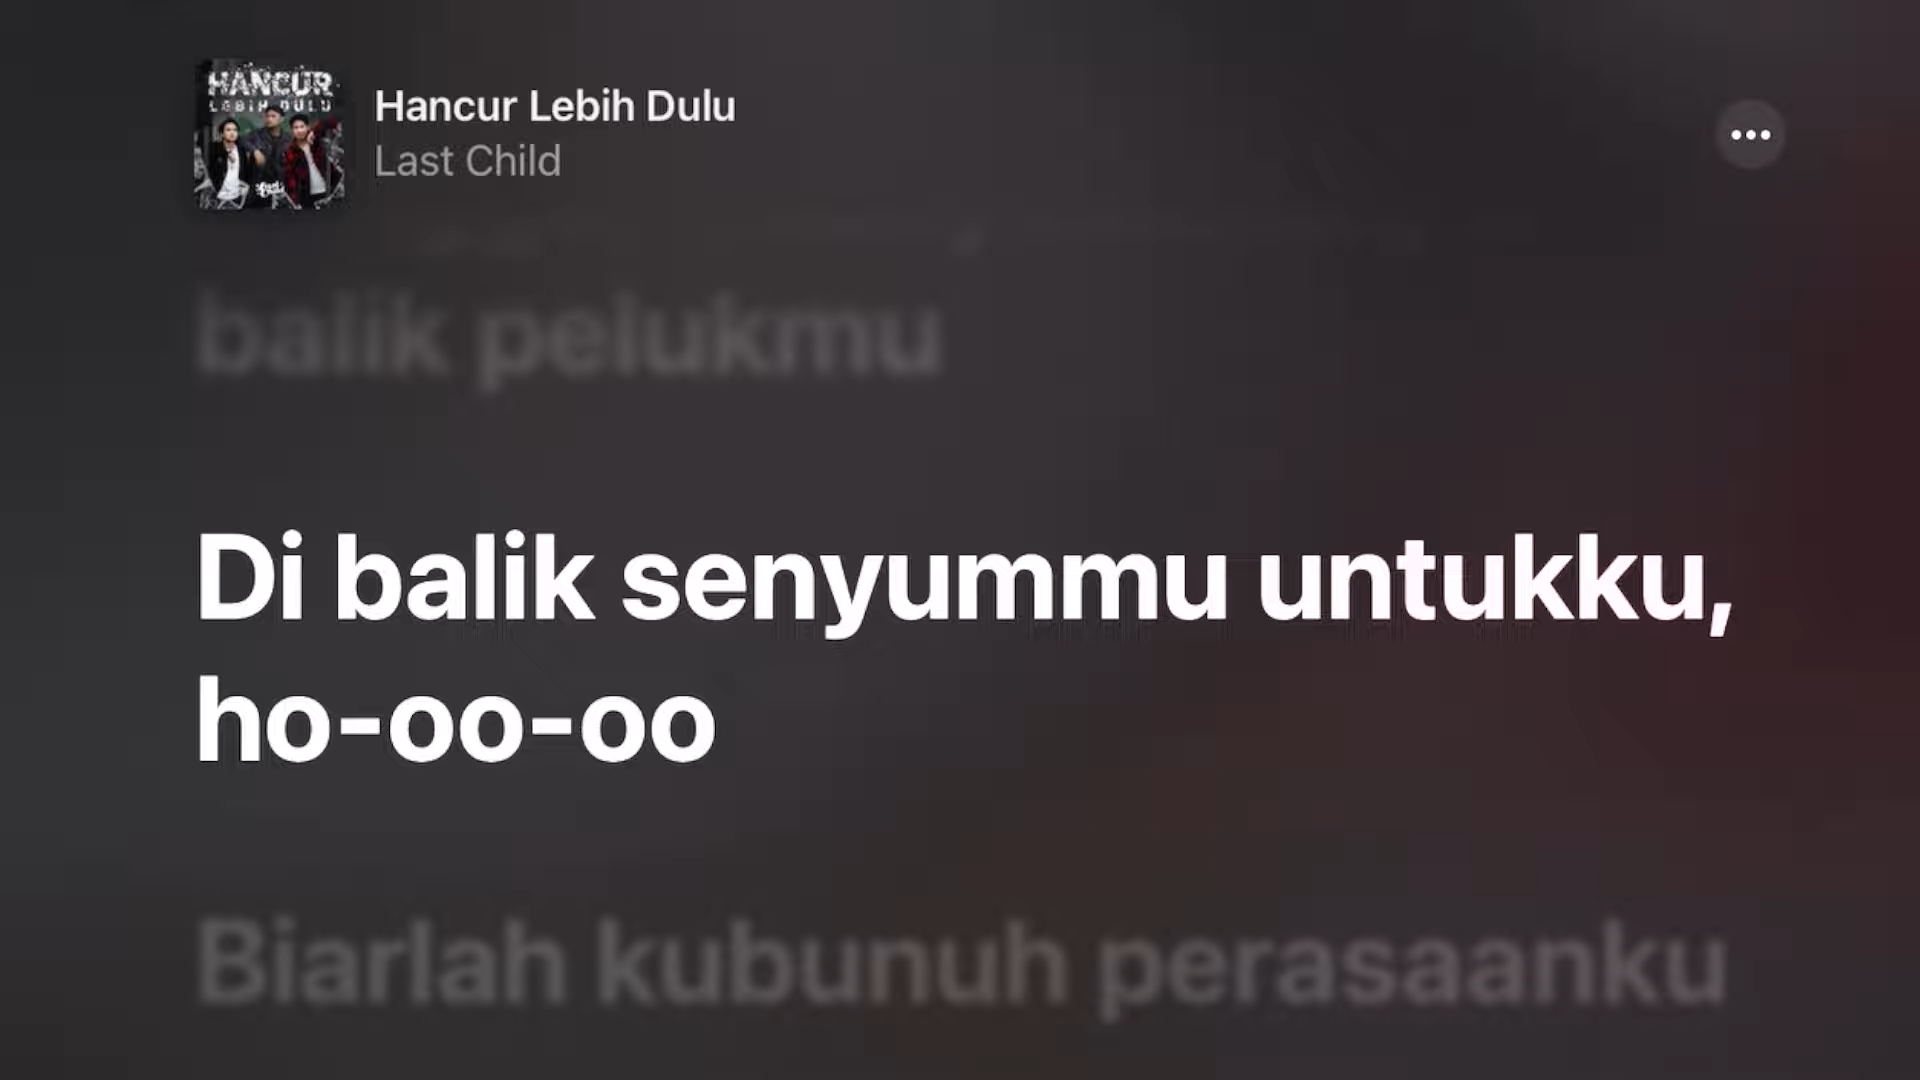 HANCUR
LEBIH DULU
Hancur Lebih Dulu
Last Child
balik pelukmu
Di balik senyummu untukku,
ho-oo-oo
Biarlah kubunuh perasaanku